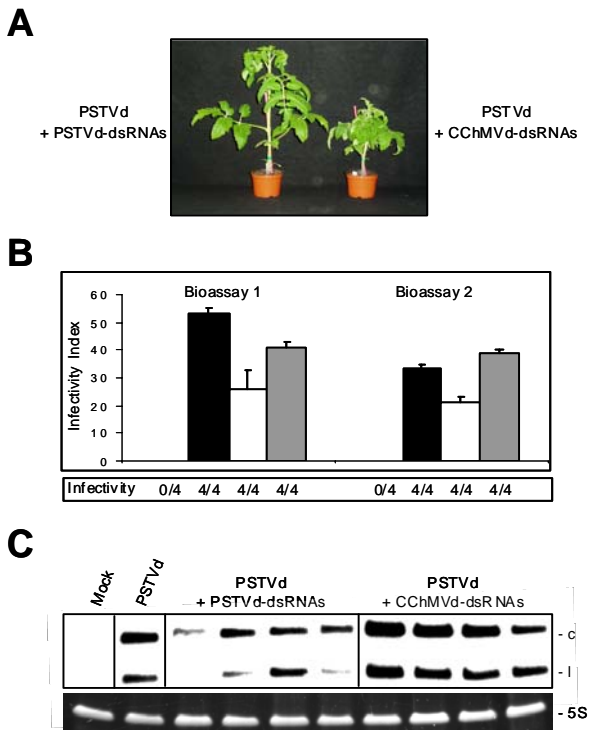 A
PSTVd
+ PSTVd-dsRNAs
PSTVd
+ CChMVd-dsRNAs
B
Infectivity Index
60
50
40
30
20
10
0
Bioassay 1
Bioassay 2
Infectivity 0/4 4/4 4/4 4/4 0/4 4/4 4/4 4/4
C
Mock
PSTVd
PSTVd
+ PSTVd-dsRNAs
PSTVd
+ CChMVd-dsRNAs
- c
- l
- 5S